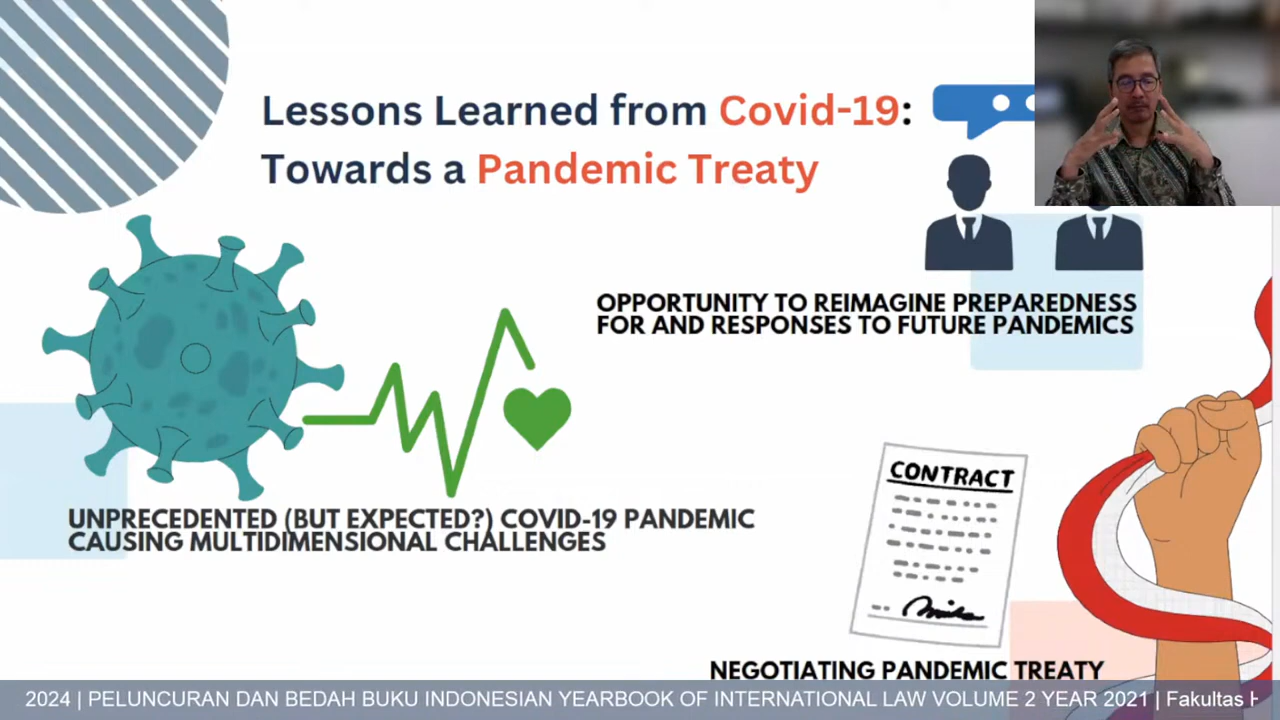 Lessons Learned from Covid-19:
Towards a Pandemic Treaty
OPPORTUNITY TO REIMAGINE PREPAREDNESS
FOR AND RESPONSES TO FUTURE PANDEMICS
CONTRACT
UNPRECEDENTED (BUT EXPECTED?) COVID-19 PANDEMIC
CAUSING MULTIDIMENSIONAL CHALLENGES
NEGOTIATING PANDEMIC TREATY
2024 | PELUNCURAN DAN BEDAH BUKU INDONESIAN YEARBOOK OF INTERNATIONAL LAW VOLUME 2 YEAR 2021 | Fakultas